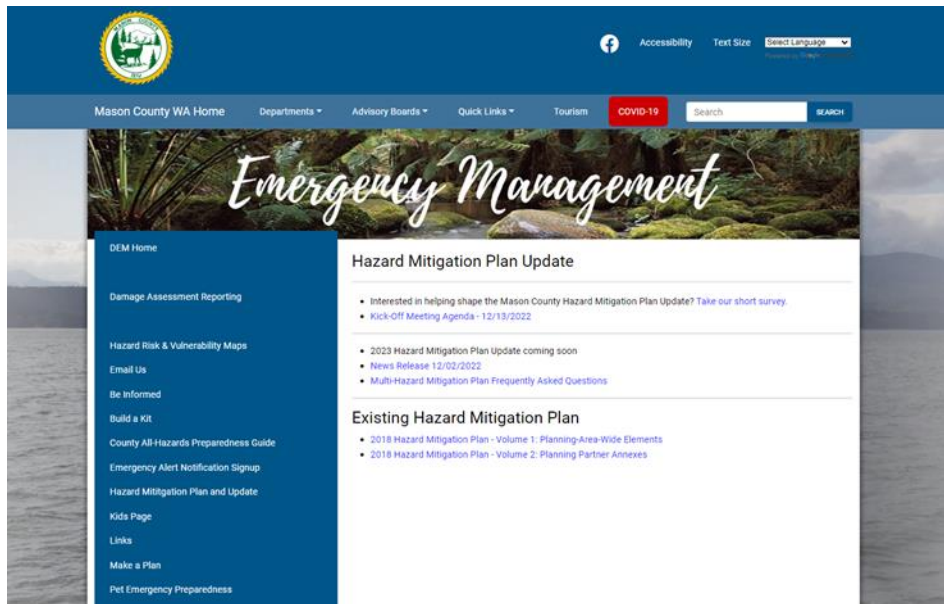 MASON COUNTY
Accessibility
Text Size
Select Language
Mason County WA Home
Departments
Advisory Boards
Quick Links
Tourism
COVID-19
Search
SEARCH
Emergency Management
DEM Home
Damage Assessment Reporting
Hazard Risk & Vulnerability Maps
Email Us
Be Informed
Build a Kit
County All-Hazards Preparedness Guide
Emergency Alert Notification Signup
Hazard Mititgation Plan and Update
Kids Page
Links
Make a Plan
Pet Emergency Preparedness
Hazard Mitigation Plan Update
• Interested in helping shape the Mason County Hazard Mitigation Plan Update? Take our short survey.
• Kick-Off Meeting Agenda - 12/13/2022
• 2023 Hazard Mitigation Plan Update coming soon
• News Release 12/02/2022
• Multi-Hazard Mitigation Plan Frequently Asked Questions
Existing Hazard Mitigation Plan
• 2018 Hazard Mitigation Plan - Volume 1: Planning-Area-Wide Elements
• 2018 Hazard Mitigation Plan - Volume 2: Planning Partner Annexes